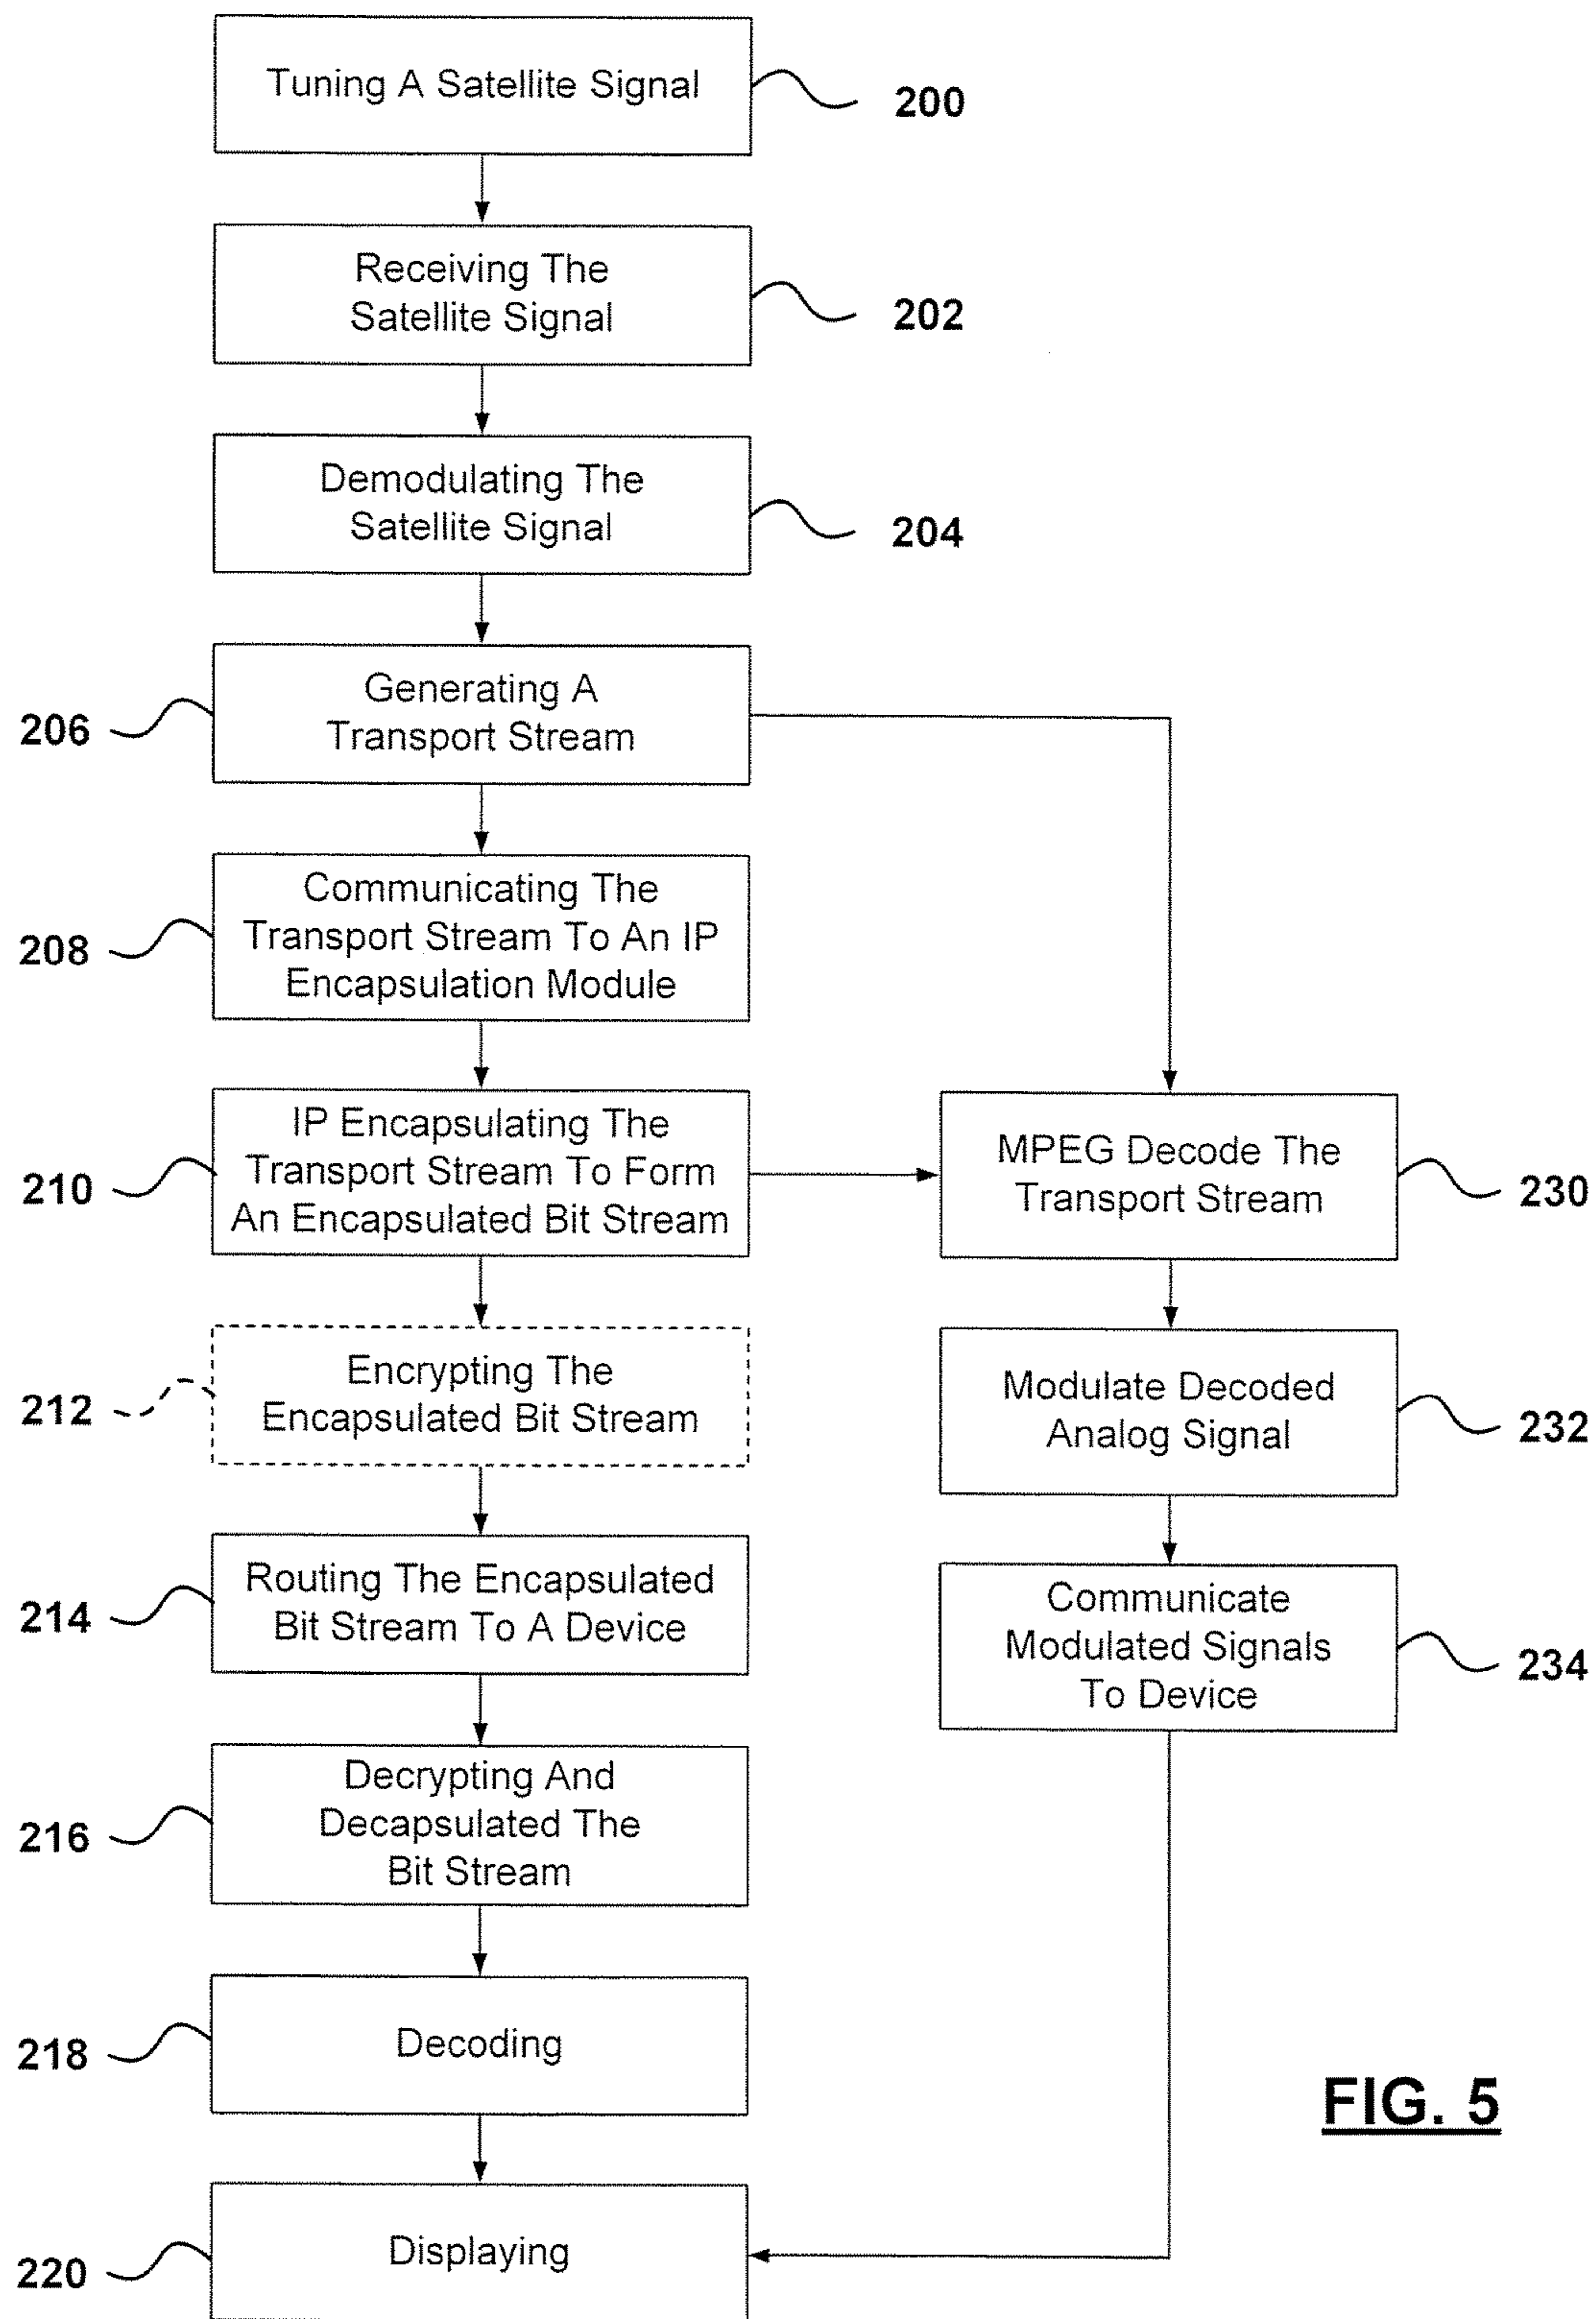 Tuning A Satellite Signal
200
Receiving The
Satellite Signal
202
Demodulating The
Satellite Signal
204
Generating A
Transport Stream
206
Communicating The
Transport Stream To An IP
Encapsulation Module
208
IP Encapsulating The
Transport Stream To Form
An Encapsulated Bit Stream
210
MPEG Decode The
Transport Stream
230
Encrypting The
Encapsulated Bit Stream
212
Modulate Decoded
Analog Signal
232
Routing The Encapsulated
Bit Stream To A Device
214
Communicate
Modulated Signals
To Device
234
Decrypting And
Decapsulated The
Bit Stream
216
Decoding
218
Displaying
220
FIG. 5